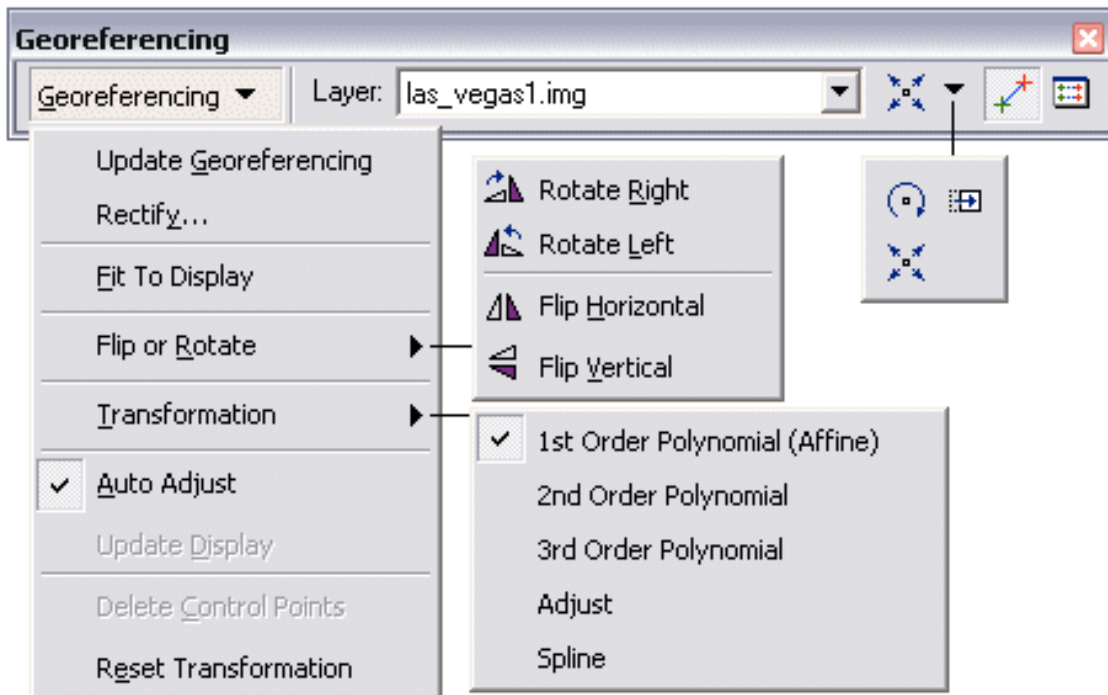 Georeferencing
Georeferencing Layer: las_vegas1.img
Update Georeferencing
Rectify...
Fit To Display
Flip or Rotate
Transformation
Auto Adjust
Update Display
Delete Control Points
Reset Transformation
Rotate Right
Rotate Left
Flip Horizontal
Flip Vertical
1st Order Polynomial (Affine)
2nd Order Polynomial
3rd Order Polynomial
Adjust
Spline